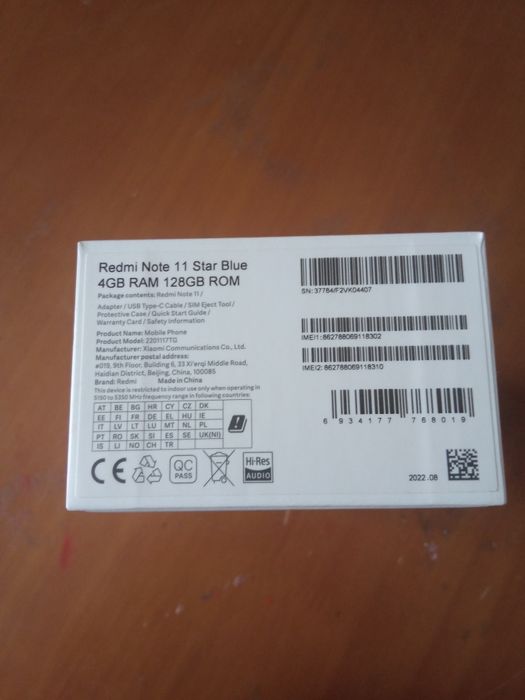 Redmi Note 11 Star Blue
4GB RAM 128GB ROM
Package contents: Redmi Note 11 /
Adapter / USB Type-C Cable / SIM Eject Tool /
Protective Case / Quick Start Guide /
Warranty Card / Safety Information
Product Name: Mobile Phone
Product Model: 2201117TG
Manufacturer: Xiaomi Communications Co., Ltd.
Manufacturer postal address:
#019, 9th Floor, Building 6, 33 Xi'erqi Middle Road,
Haidian District, Beijing, China, 100085
Brand: Redmi Made in China
This device is restricted to indoor use only when operating in
5150 to 5350 MHz frequency range in following countries:
AT BE BG HR CY CZ DK
EE FI FR DE EL HU IE
IT LV LT LU MT NL PL
PT RO SK SI ES SE UK(NI)
IS LI NO CH TR
CE
QC
PASS
Hi-Res
AUDIO
SN: 37784/F2VK04407
IMEI1: 862788069118302
IMEI2: 862788069118310
6 934177 768019
2022.08